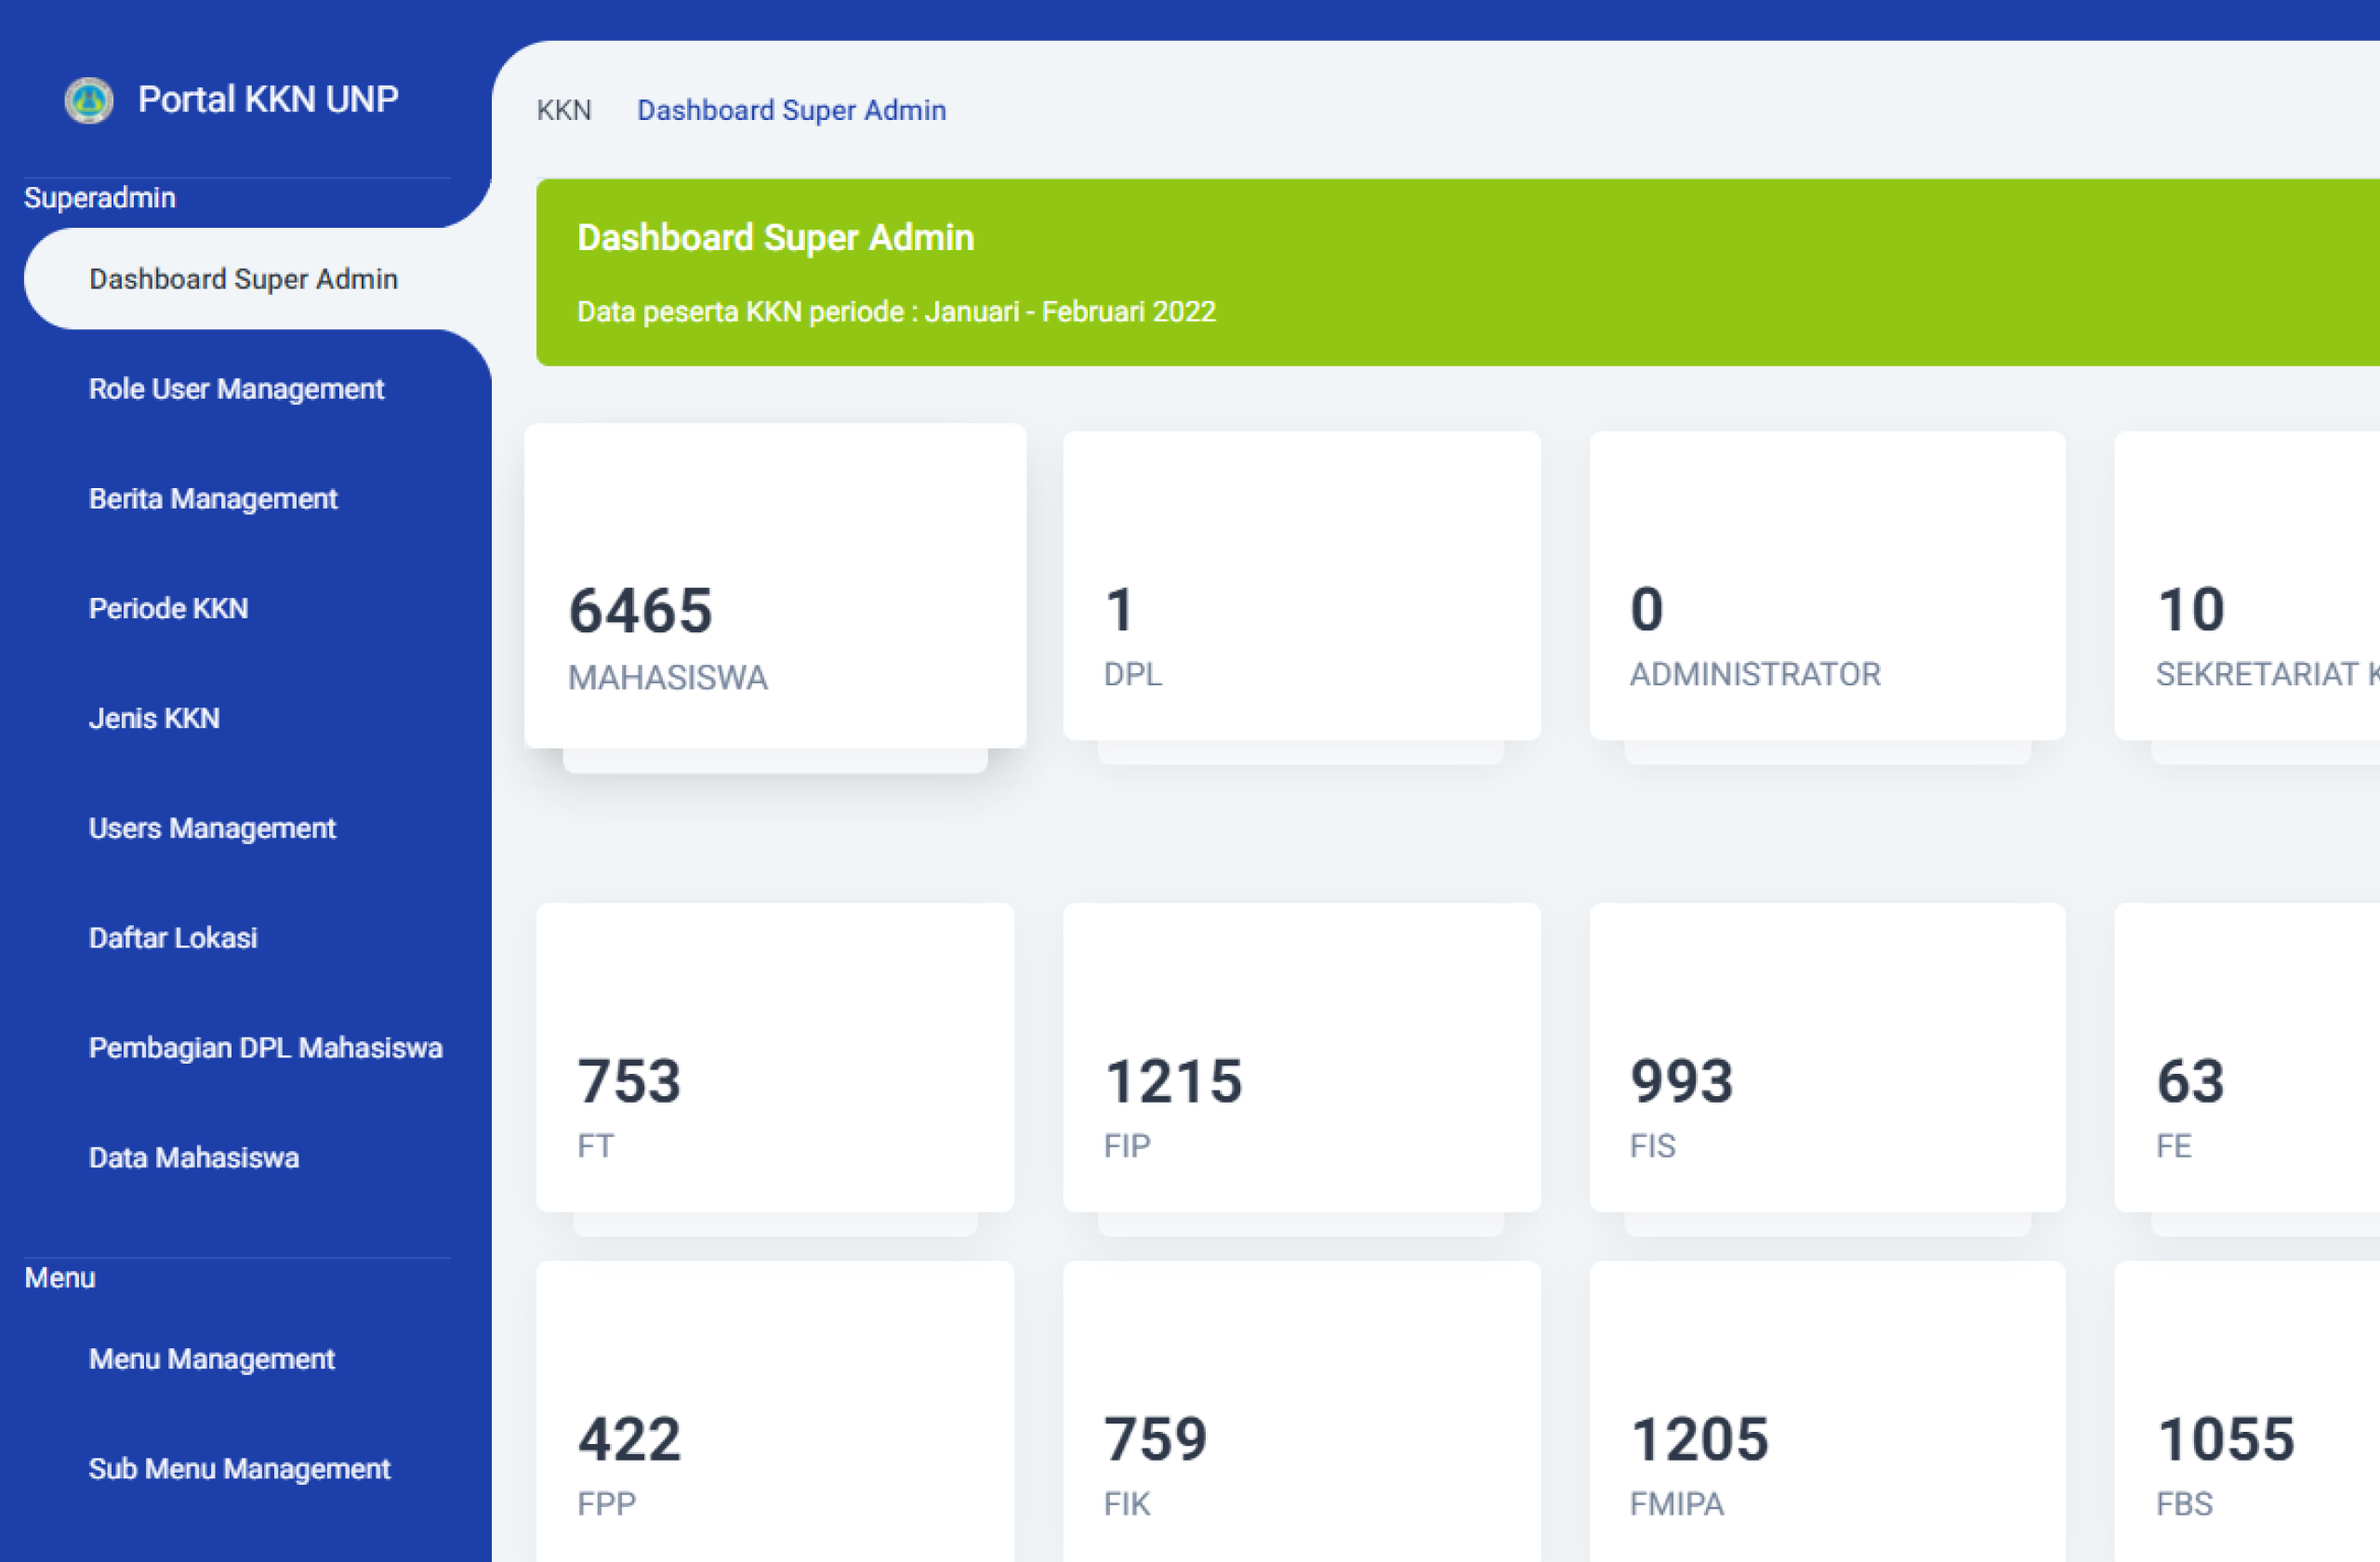 Portal KKN UNP
Superadmin
Dashboard Super Admin
Role User Management
Berita Management
Periode KKN
Jenis KKN
Users Management
Daftar Lokasi
Pembagian DPL Mahasiswa
Data Mahasiswa
Menu
Menu Management
Sub Menu Management
KKN Dashboard Super Admin
Dashboard Super Admin
Data peserta KKN periode : Januari - Februari 2022
6465
MAHASISWA
1
DPL
0
ADMINISTRATOR
10
SEKRETARIAT
753
FT
1215
FIP
993
FIS
63
FE
422
FPP
759
FIK
1205
FMIPA
1055
FBS